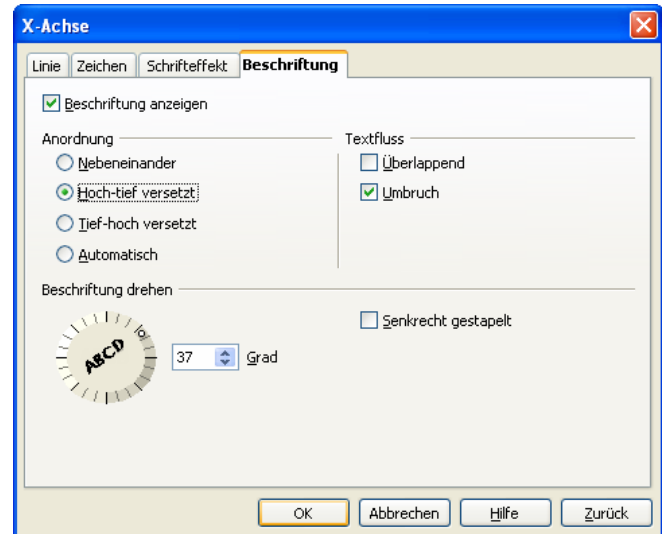 X-Achse
Linie Zeichen Schrifteffekt Beschriftung
Beschriftung anzeigen
Anordnung
Nebeneinander
Hoch-tief versetzt
Tief-hoch versetzt
Automatisch
Textfluss
Überlappend
Umbruch
Beschriftung drehen
ABCD
37 Grad
Senkrecht gestapelt
OK Abbrechen Hilfe Zurück